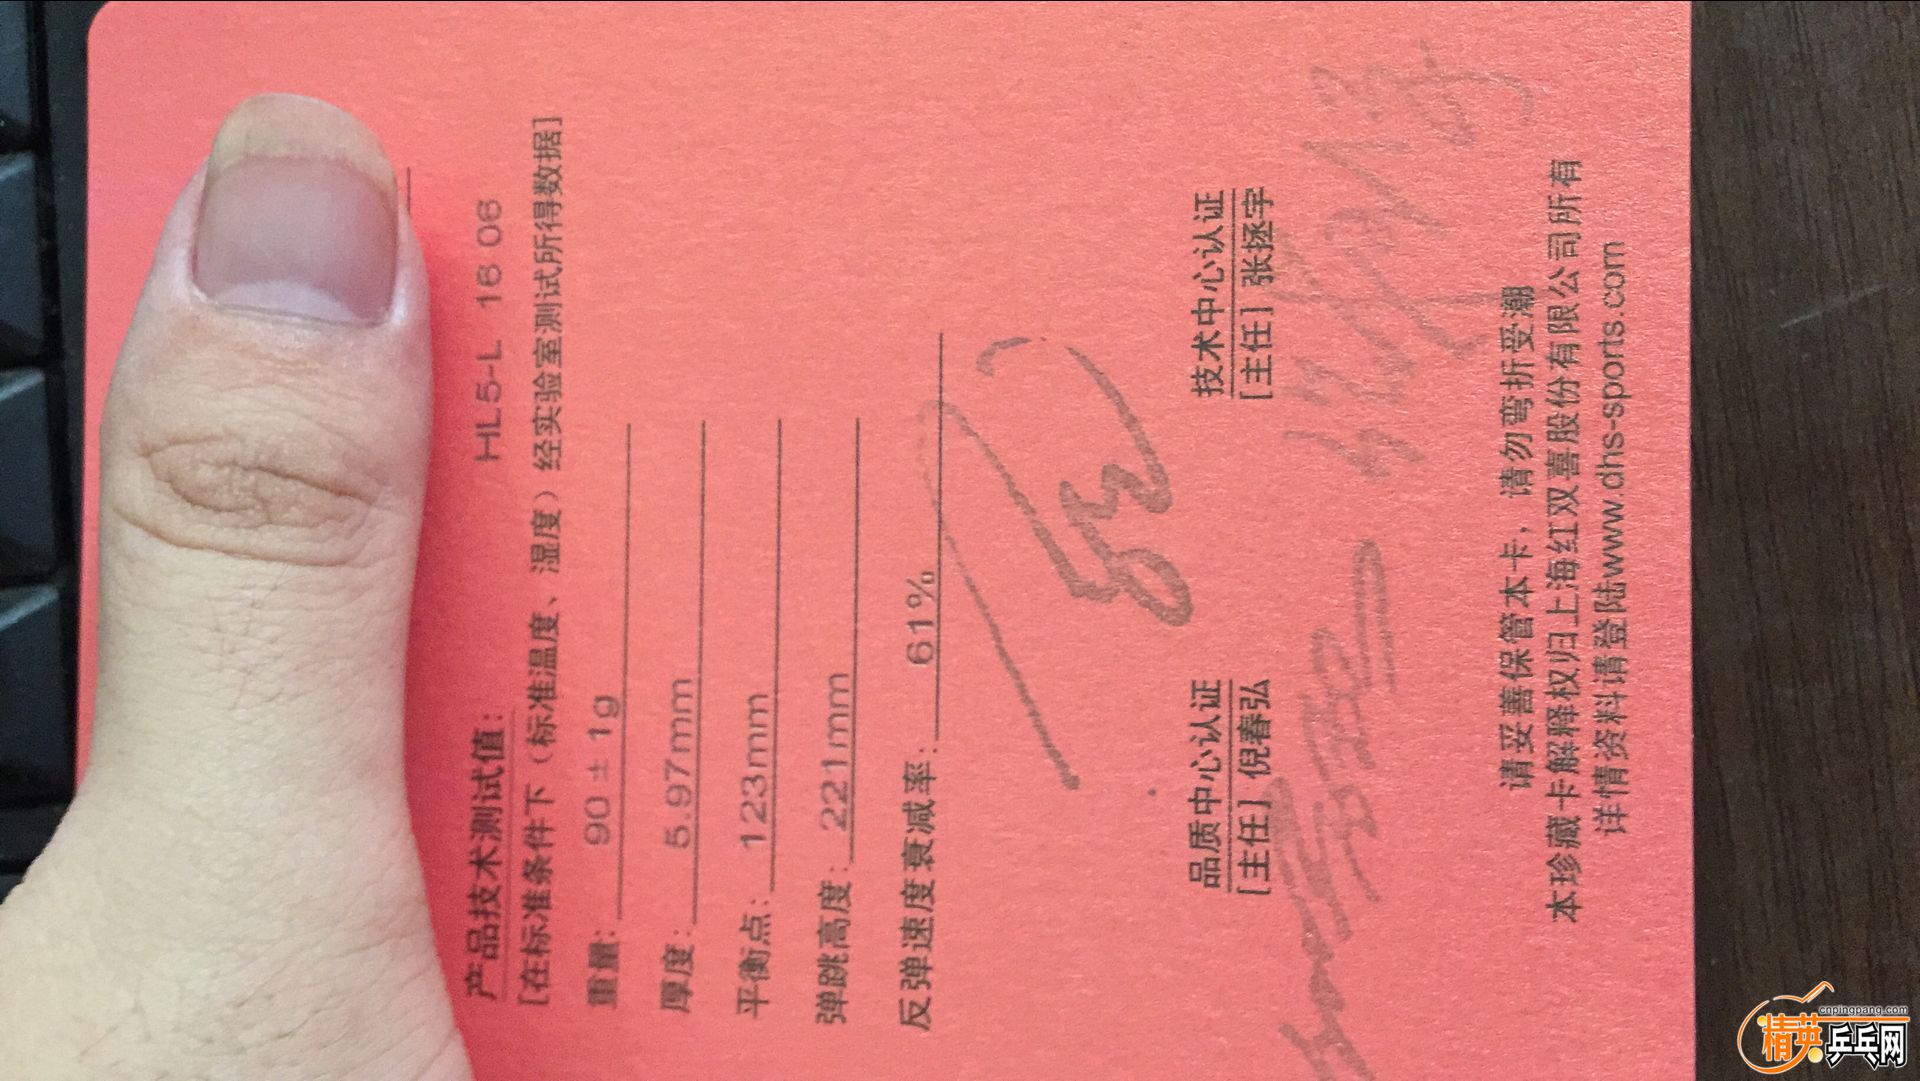 产品技术测试值：
HL5-L 16 06
[在标准条件下（标准温度、湿度）经实验室测试所得数据]
重量：90±1g
厚度：5.97mm
平衡点：123mm
弹跳高度：221mm
反弹速度衰减率：61%
品质中心认证
[主任] 倪春弘
技术中心认证
[主任] 张拯宇
请妥善保管本卡，请勿弯折受潮
本珍藏卡解释权归上海红双喜股份有限公司所有
详情资料请登陆www.dhs-sports.com
cnpingpang.com
精英乒乓网